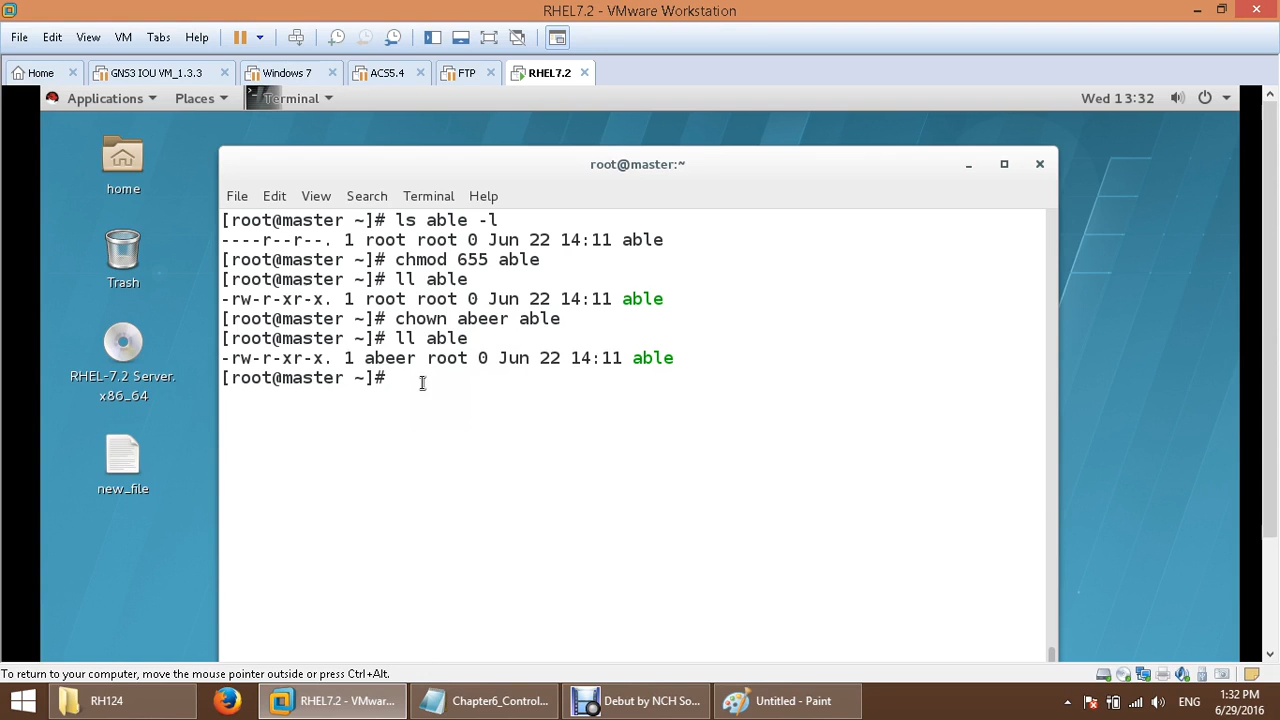 RHEL7.2 - VMware Workstation
File Edit View VM Tabs Help
Home GNS3 IOU VM_1.3.3 Windows 7 ACS5.4 FTP RHEL7.2
Applications Places Terminal Wed 13:32
root@master:~
File Edit View Search Terminal Help
[root@master ~]# ls able -l
----r--r--. 1 root root 0 Jun 22 14:11 able
[root@master ~]# chmod 655 able
[root@master ~]# ll able
-rw-r-xr-x. 1 root root 0 Jun 22 14:11 able
[root@master ~]# chown abeer able
[root@master ~]# ll able
-rw-r-xr-x. 1 abeer root 0 Jun 22 14:11 able
[root@master ~]#
home
Trash
RHEL-7.2 Server.
x86_64
new_file
To return to your computer, move the mouse pointer outside or press Ctrl+Alt.
RH124 RHEL7.2 - VMwar... Chapter6_Control... Debut by NCH So... Untitled - Paint ENG 1:32 PM
6/29/2016